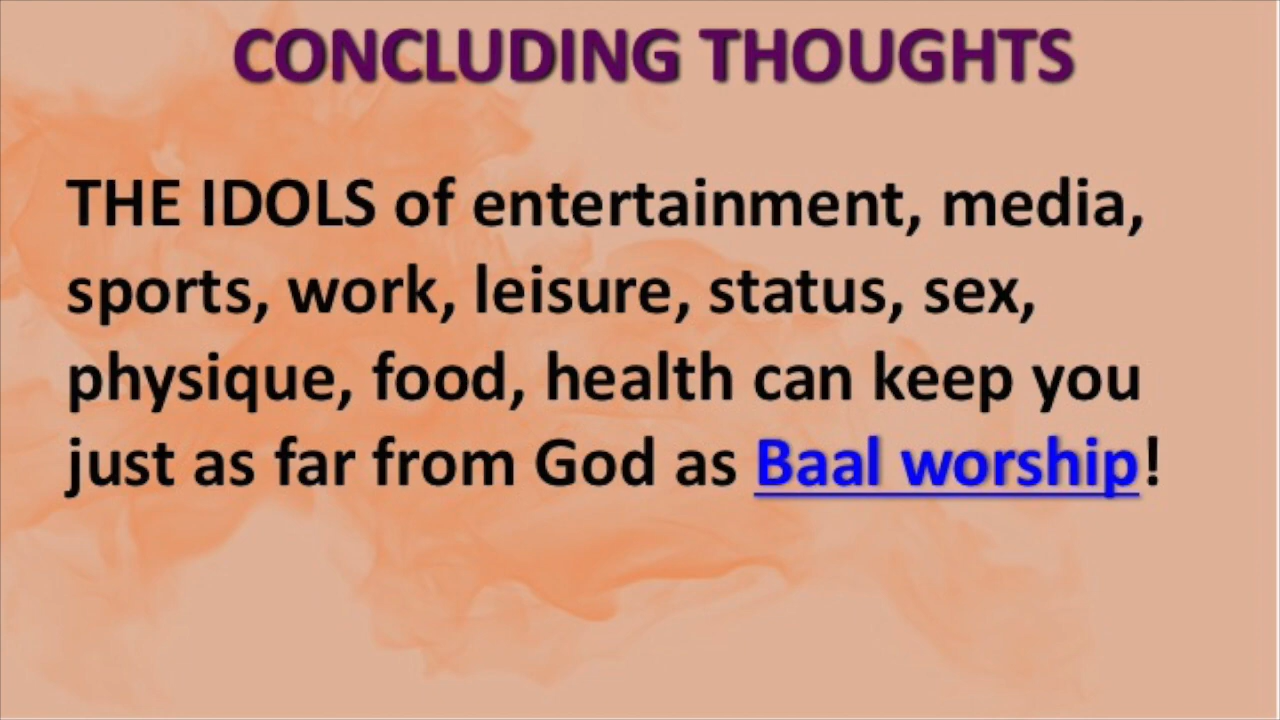 CONCLUDING THOUGHTS
THE IDOLS of entertainment, media,
sports, work, leisure, status, sex,
physique, food, health can keep you
just as far from God as Baal worship!